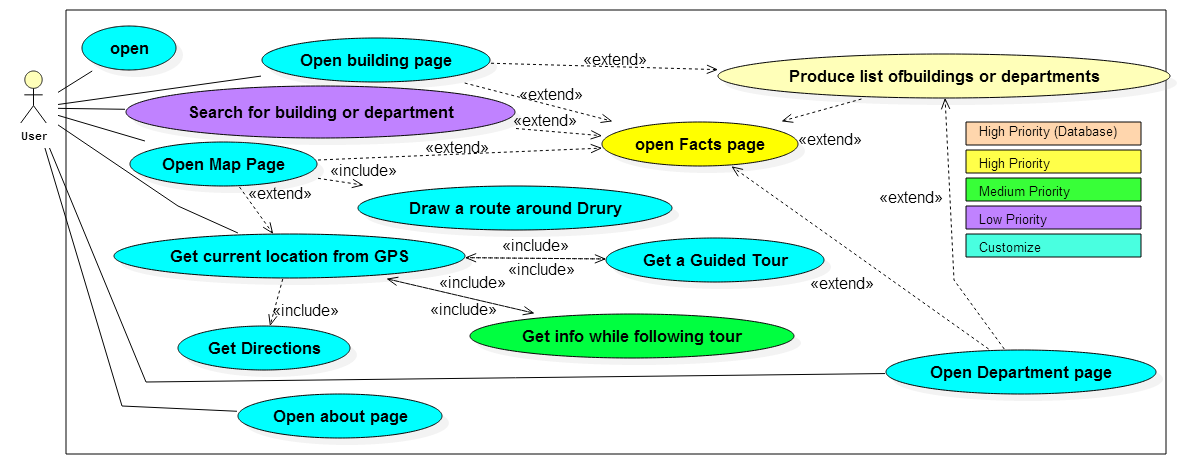 open
Open building page
«extend»
Produce list ofbuildings or departments
«extend»
Search for building or department
«extend»
User
open Facts page
«extend»
High Priority (Database)
Open Map Page
«extend»
«include»
High Priority
«extend»
Medium Priority
«extend»
Draw a route around Drury
Low Priority
Get current location from GPS
«include»
«include»
Get a Guided Tour
Customize
«include»
«extend»
«include»
«include»
Get info while following tour
Get Directions
Open Department page
Open about page